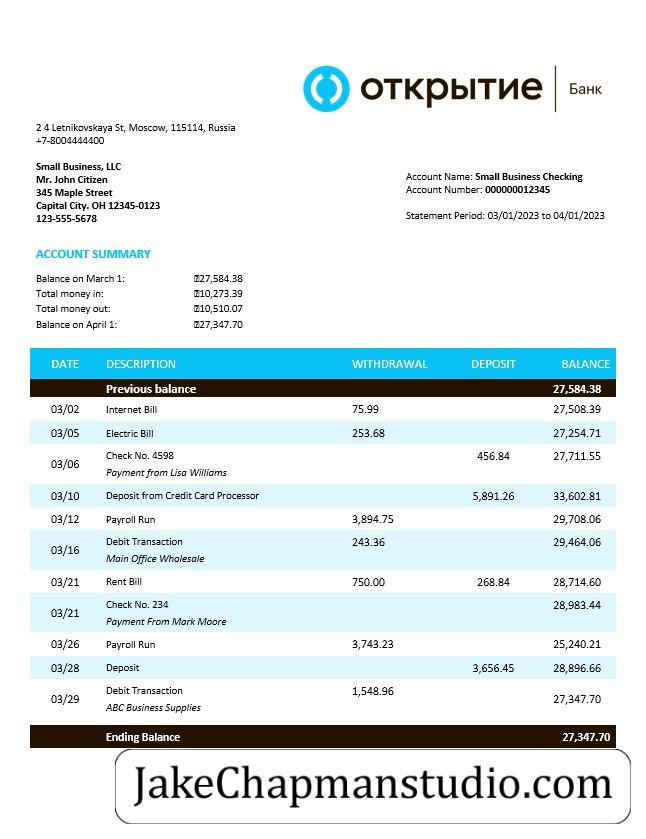 открытие Банк
2 4 Letnikovskaya St, Moscow, 115114, Russia
+7-8004444400
Small Business, LLC
Mr. John Citizen
345 Maple Street
Capital City. OH 12345-0123
123-555-5678
Account Name: Small Business Checking
Account Number: 000000012345
Statement Period: 03/01/2023 to 04/01/2023
ACCOUNT SUMMARY
Balance on March 1: 27,584.38
Total money in: 10,273.39
Total money out: 10,510.07
Balance on April 1: 27,347.70
DATE DESCRIPTION WITHDRAWAL DEPOSIT BALANCE
Previous balance 27,584.38
03/02 Internet Bill 75.99 27,508.39
03/05 Electric Bill 253.68 27,254.71
03/06 Check No. 4598 456.84 27,711.55
Payment from Lisa Williams
03/10 Deposit from Credit Card Processor 5,891.26 33,602.81
03/12 Payroll Run 3,894.75 29,708.06
03/16 Debit Transaction 243.36 29,464.06
Main Office Wholesale
03/21 Rent Bill 750.00 268.84 28,714.60
03/21 Check No. 234 28,983.44
Payment From Mark Moore
03/26 Payroll Run 3,743.23 25,240.21
03/28 Deposit 3,656.45 28,896.66
03/29 Debit Transaction 1,548.96 27,347.70
ABC Business Supplies
Ending Balance 27,347.70
JakeChapmanstudio.com